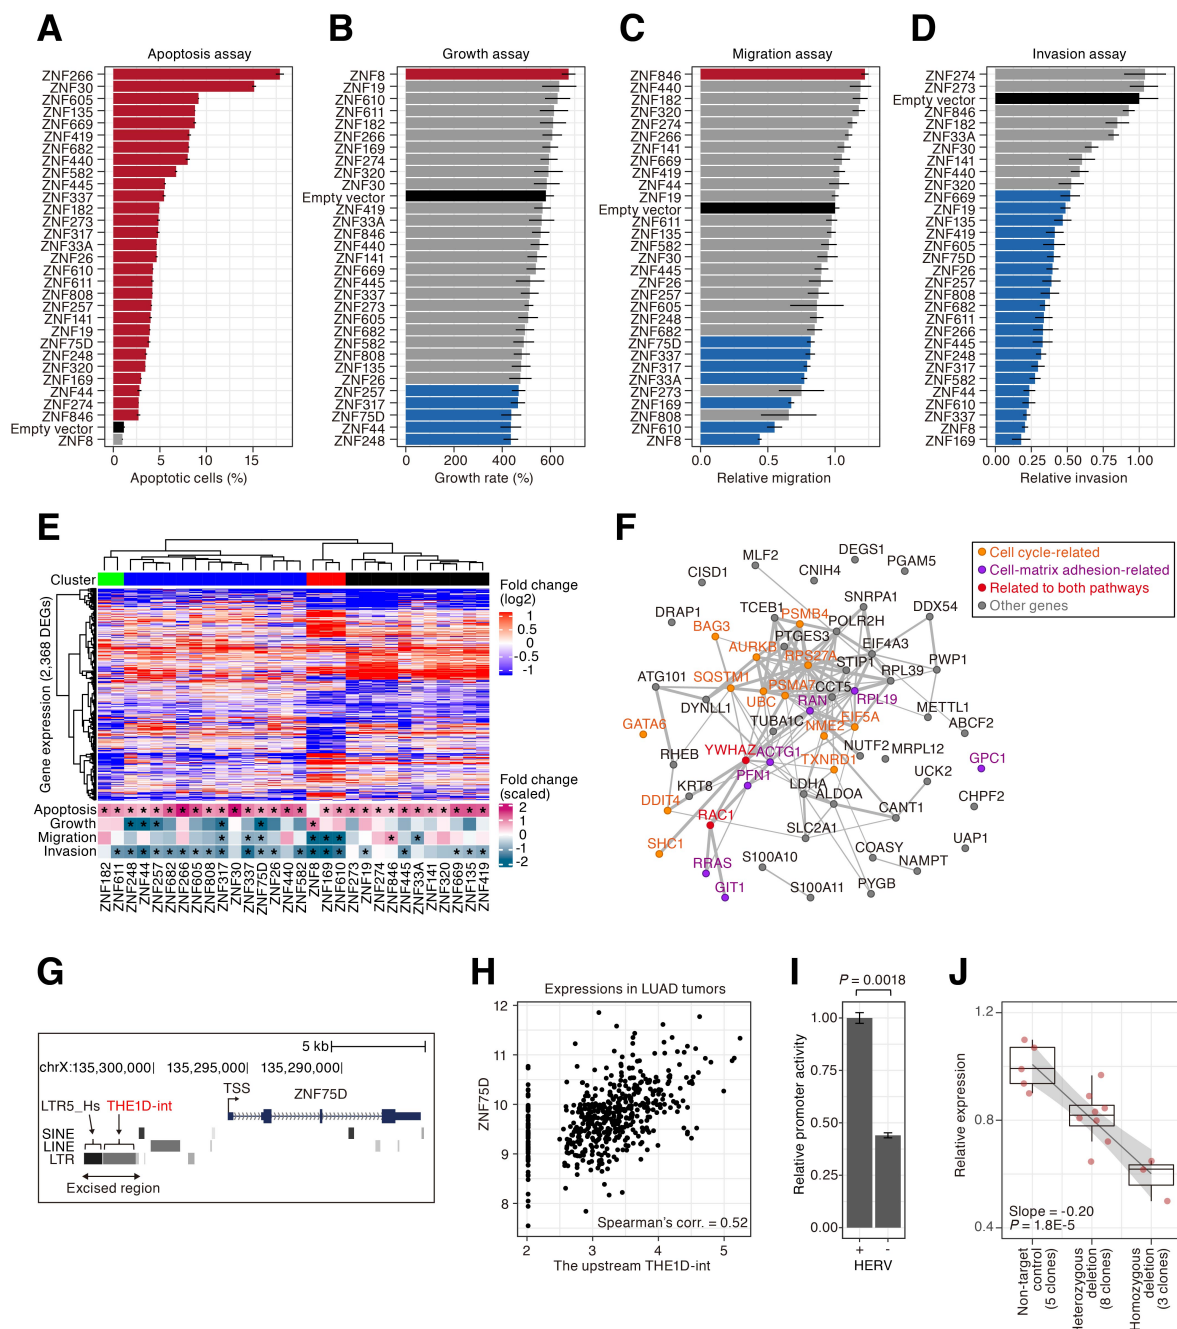 A
Apoptosis assay
ZNF266
ZNF30
ZNF605
ZNF135
ZNF669
ZNF419
ZNF682
ZNF440
ZNF582
ZNF445
ZNF337
ZNF182
ZNF273
ZNF317
ZNF33A
ZNF26
ZNF610
ZNF611
ZNF808
ZNF257
ZNF141
ZNF19
ZNF75D
ZNF248
ZNF320
ZNF169
ZNF44
ZNF274
ZNF846
Empty vector
ZNF8
0 5 10 15
Apoptotic cells (%)
B
Growth assay
ZNF8
ZNF19
ZNF610
ZNF611
ZNF182
ZNF266
ZNF169
ZNF274
ZNF320
ZNF30
Empty vector
ZNF419
ZNF33A
ZNF846
ZNF440
ZNF141
ZNF669
ZNF445
ZNF337
ZNF273
ZNF605
ZNF682
ZNF582
ZNF808
ZNF135
ZNF26
ZNF257
ZNF317
ZNF75D
ZNF44
ZNF248
0 200 400 600
Growth rate (%)
C
Migration assay
ZNF846
ZNF440
ZNF182
ZNF320
ZNF274
ZNF266
ZNF141
ZNF669
ZNF419
ZNF44
ZNF19
Empty vector
ZNF611
ZNF135
ZNF582
ZNF30
ZNF445
ZNF26
ZNF257
ZNF605
ZNF248
ZNF682
ZNF75D
ZNF337
ZNF317
ZNF33A
ZNF273
ZNF169
ZNF808
ZNF610
ZNF8
0.0 0.5 1.0
Relative migration
D
Invasion assay
ZNF274
ZNF273
Empty vector
ZNF846
ZNF182
ZNF33A
ZNF30
ZNF141
ZNF440
ZNF320
ZNF669
ZNF19
ZNF135
ZNF419
ZNF605
ZNF75D
ZNF26
ZNF257
ZNF808
ZNF682
ZNF611
ZNF266
ZNF445
ZNF248
ZNF317
ZNF582
ZNF44
ZNF610
ZNF337
ZNF8
ZNF169
0.00 0.25 0.50 0.75 1.00
Relative invasion
E
Cluster
Gene expression (2,368 DEGs)
Fold change
(log2)
1
0
-1
Fold change
(scaled)
2
1
0
-1
-2
Apoptosis
Growth
Migration
Invasion
ZNF182
ZNF611
ZNF248
ZNF44
ZNF257
ZNF682
ZNF266
ZNF605
ZNF808
ZNF317
ZNF30
ZNF337
ZNF75D
ZNF26
ZNF440
ZNF582
ZNF8
ZNF169
ZNF610
ZNF273
ZNF19
ZNF274
ZNF846
ZNF445
ZNF33A
ZNF141
ZNF320
ZNF669
ZNF135
ZNF419
F
Cell cycle-related
Cell-matrix adhesion-related
Related to both pathways
Other genes
MLF2
DEGS1
CISD1
CNIH4
PGAM5
DRAP1
TCEB1
PSMB4
SNRPA1
DDX54
BAG3
POLR2H
PTGES3
AURKB
EIF4A3
RPS27A
STIP1
PWP1
RPL39
ATG101
SQSTM1
PSMA7
CCT5
UBC
RAN
RPL19
DYNLL1
METTL1
GATA6
TUBA1C
NME2
EIF5A
ABCF2
RHEB
YWHAZ
ACTG1
NUTF2
MRPL12
TXNRD1
GPC1
PFN1
KRT8
LDHA
UCK2
DDIT4
ALDOA
CANT1
CHPF2
RAC1
SLC2A1
SHC1
COASY
UAP1
RRAS
S100A10
NAMPT
GIT1
S100A11
PYGB
G
5 kb
chrX:135,300,000| 135,295,000| 135,290,000|
TSS
ZNF75D
LTR5_Hs THE1D-int
SINE
LINE
LTR
Excised region
H
Expressions in LUAD tumors
ZNF75D
12
11
10
9
8
Spearman's corr. = 0.52
2 3 4 5
The upstream THE1D-int
I
P = 0.0018
Relative promoter activity
1.00
0.75
0.50
0.25
0.00
+ -
HERV
J
Relative expression
1.2
0.8
0.4
Slope = -0.20
P = 1.8E-5
Non-target
control
(5 clones)
deletion
(8 clones)
Homozygous
deletion
(3 clones)